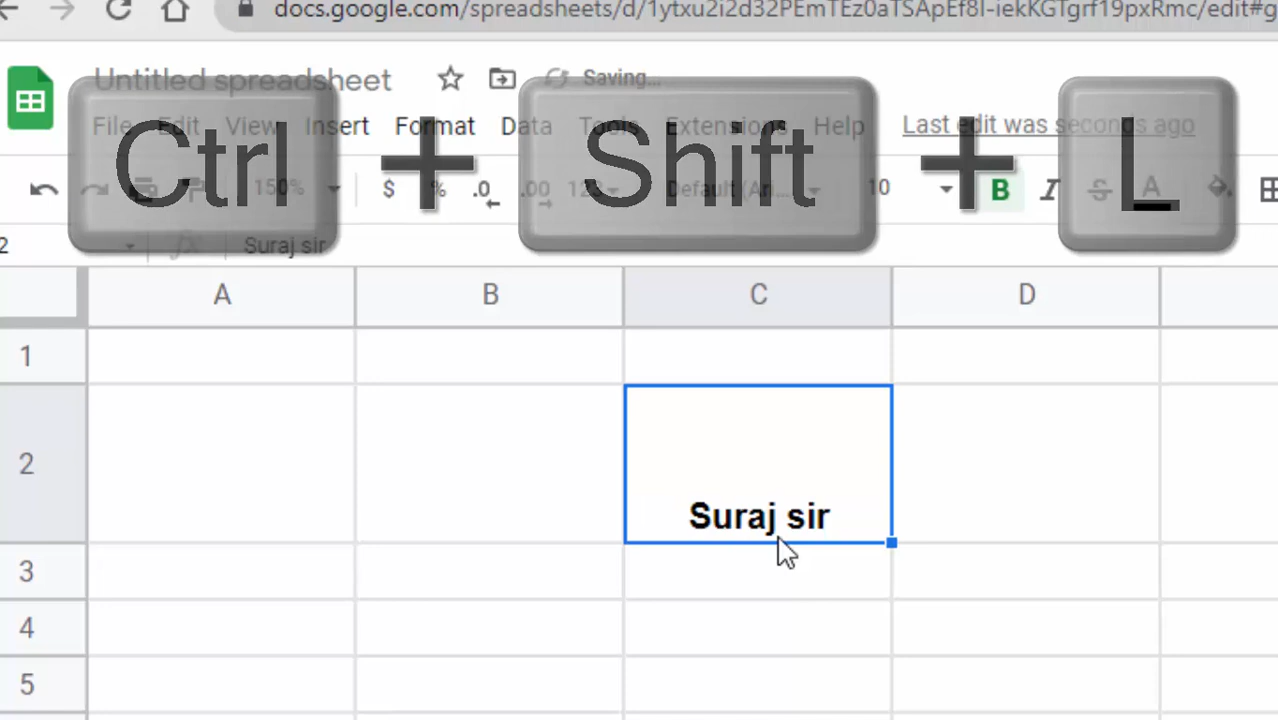 docs.google.com/spreadsheets/d/1ytxu2i2d32PEmTEz0aTSApEf8I-iekKGTgrf19pxRmc/edit#g
Untitled spreadsheet Saving...
File Edit View Insert Format Data Tools Extensions Help Last edit was seconds ago
Ctrl + Shift + L
150% $ % .0 .00 123 Default (Ari... 10 B I S A
2 fx Suraj sir
A B C D
1
2 Suraj sir
3
4
5